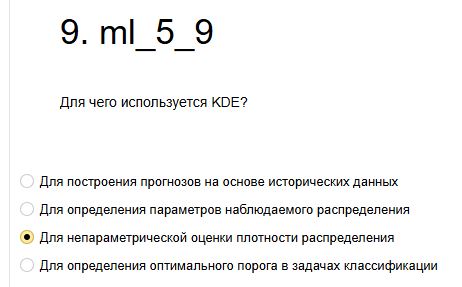 9. ml_5_9
Для чего используется KDE?
Для построения прогнозов на основе исторических данных
Для определения параметров наблюдаемого распределения
Для непараметрической оценки плотности распределения
Для определения оптимального порога в задачах классификации